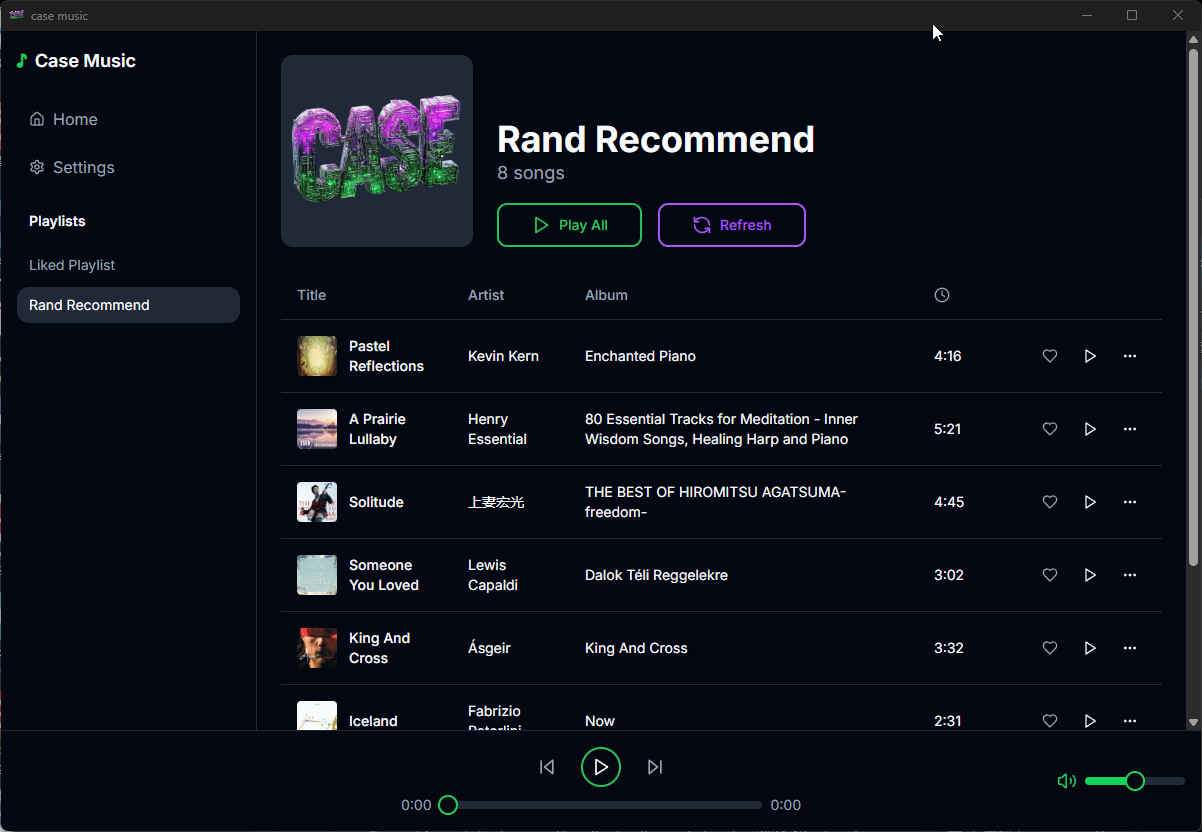 case music
Case Music
Home
Settings
Playlists
Liked Playlist
Rand Recommend
CASE
Rand Recommend
8 songs
Play All
Refresh
Title Artist Album
Pastel
Reflections
Kevin Kern
Enchanted Piano
4:16
A Prairie
Lullaby
Henry
Essential
80 Essential Tracks for Meditation - Inner
Wisdom Songs, Healing Harp and Piano
5:21
Solitude
上妻宏光
THE BEST OF HIROMITSU AGATSUMA-
freedom-
4:45
Someone
You Loved
Lewis
Capaldi
Dalok Téli Reggelekre
3:02
King And
Cross
Ásgeir
King And Cross
3:32
Iceland
Fabrizio
Now
2:31
0:00
0:00